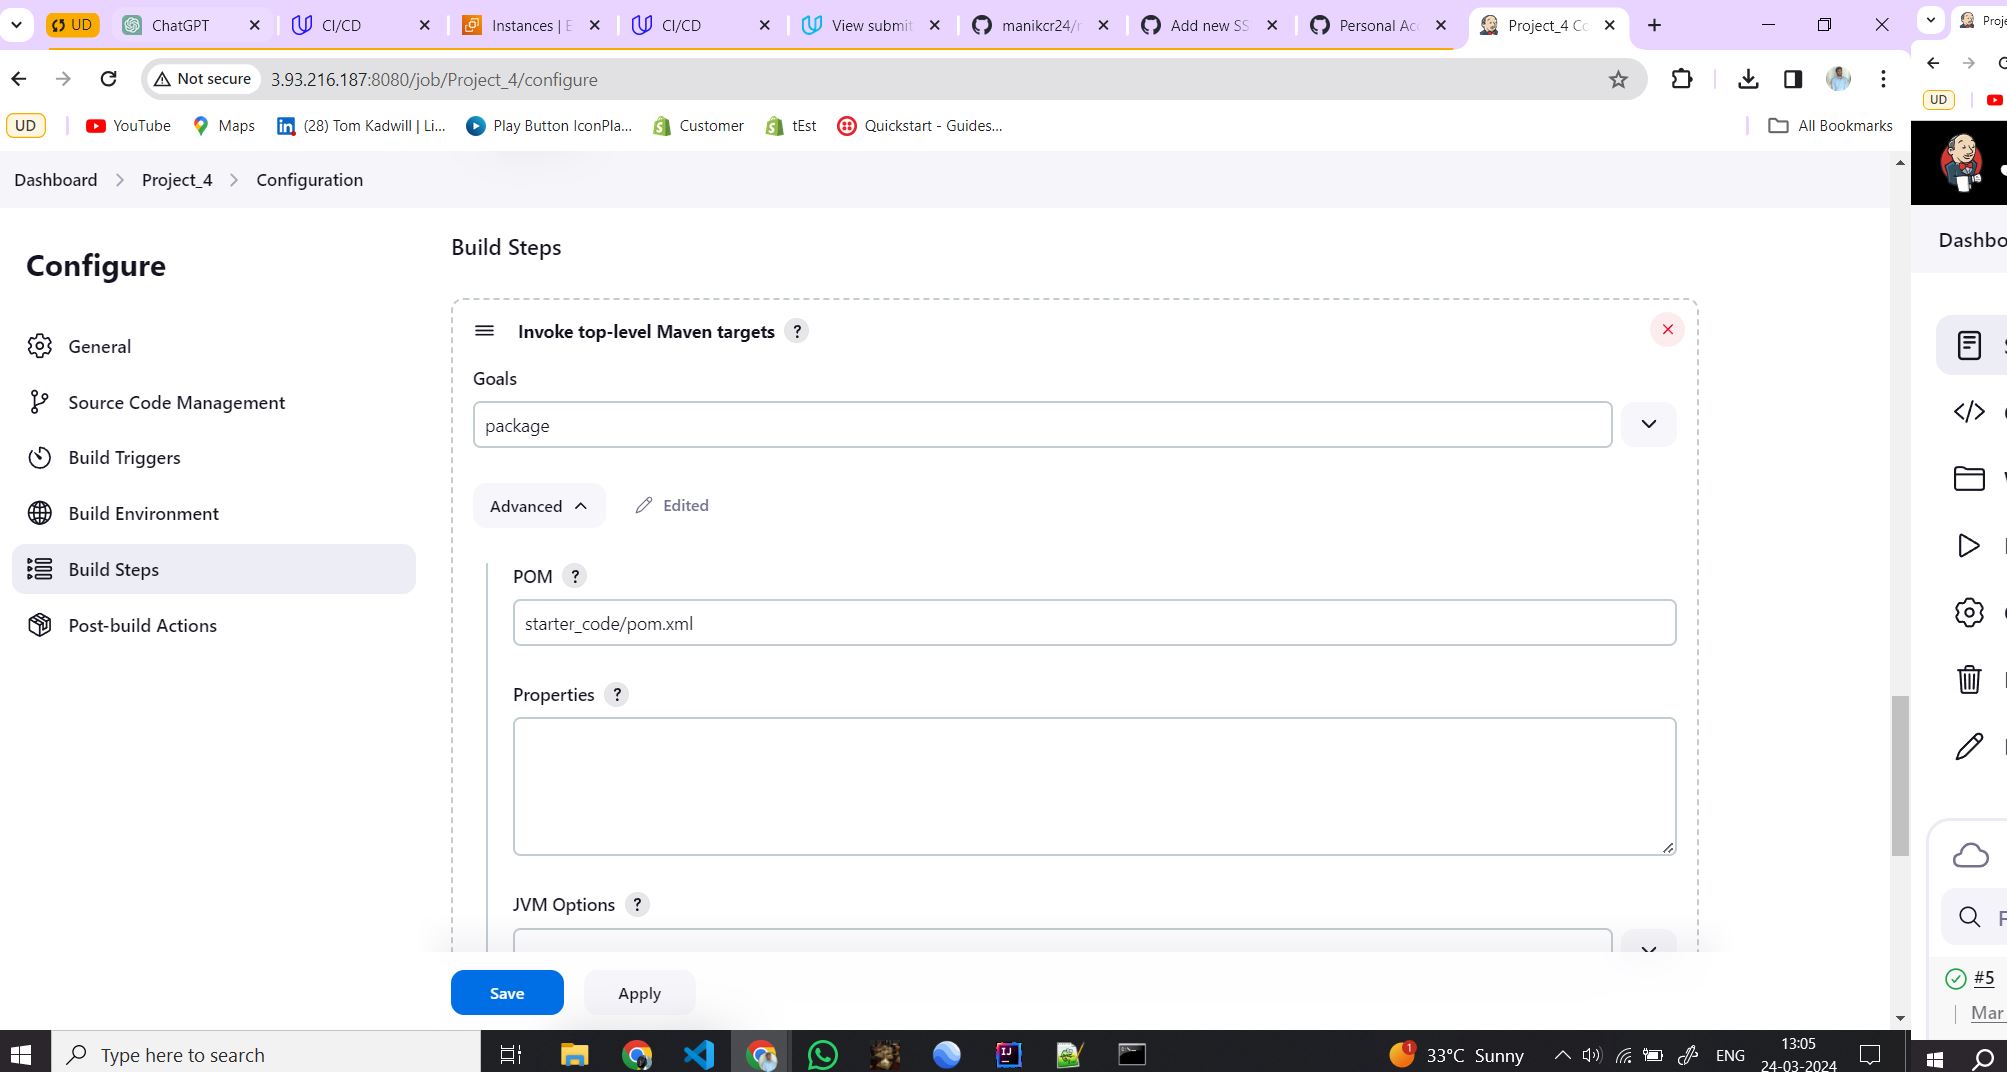 UD
ChatGPT
CI/CD
Instances | E
CI/CD
View submit
manikcr24/r
Add new SS
Personal Acc
Project_4 Co
Proje
Not secure
3.93.216.187:8080/job/Project_4/configure
UD
YouTube
Maps
(28) Tom Kadwill | Li...
Play Button IconPla...
Customer
tEst
Quickstart - Guides...
All Bookmarks
UD
Dashboard
Project_4
Configuration
Configure
General
Source Code Management
Build Triggers
Build Environment
Build Steps
Post-build Actions
Build Steps
Invoke top-level Maven targets ?
Goals
package
Advanced
Edited
POM ?
starter_code/pom.xml
Properties ?
JVM Options ?
Save
Apply
Dashbo
#5
Mar
Type here to search
1
33°C Sunny
ENG
13:05
24-03-2024